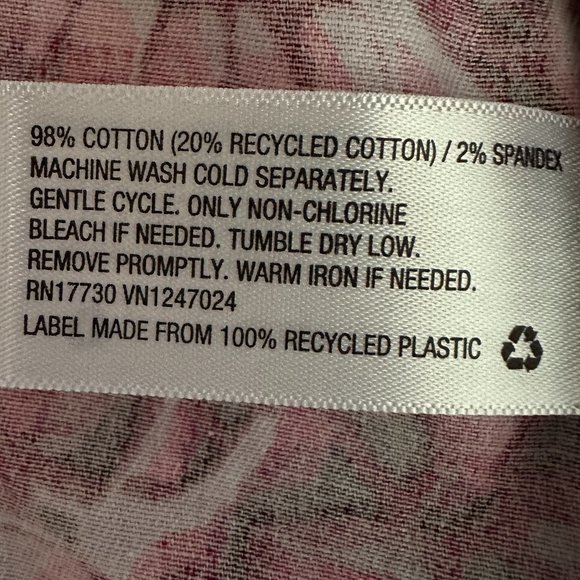 98% COTTON (20% RECYCLED COTTON) / 2% SPANDEX
MACHINE WASH COLD SEPARATELY.
GENTLE CYCLE. ONLY NON-CHLORINE
BLEACH IF NEEDED. TUMBLE DRY LOW.
REMOVE PROMPTLY. WARM IRON IF NEEDED.
RN17730 VN1247024
LABEL MADE FROM 100% RECYCLED PLASTIC